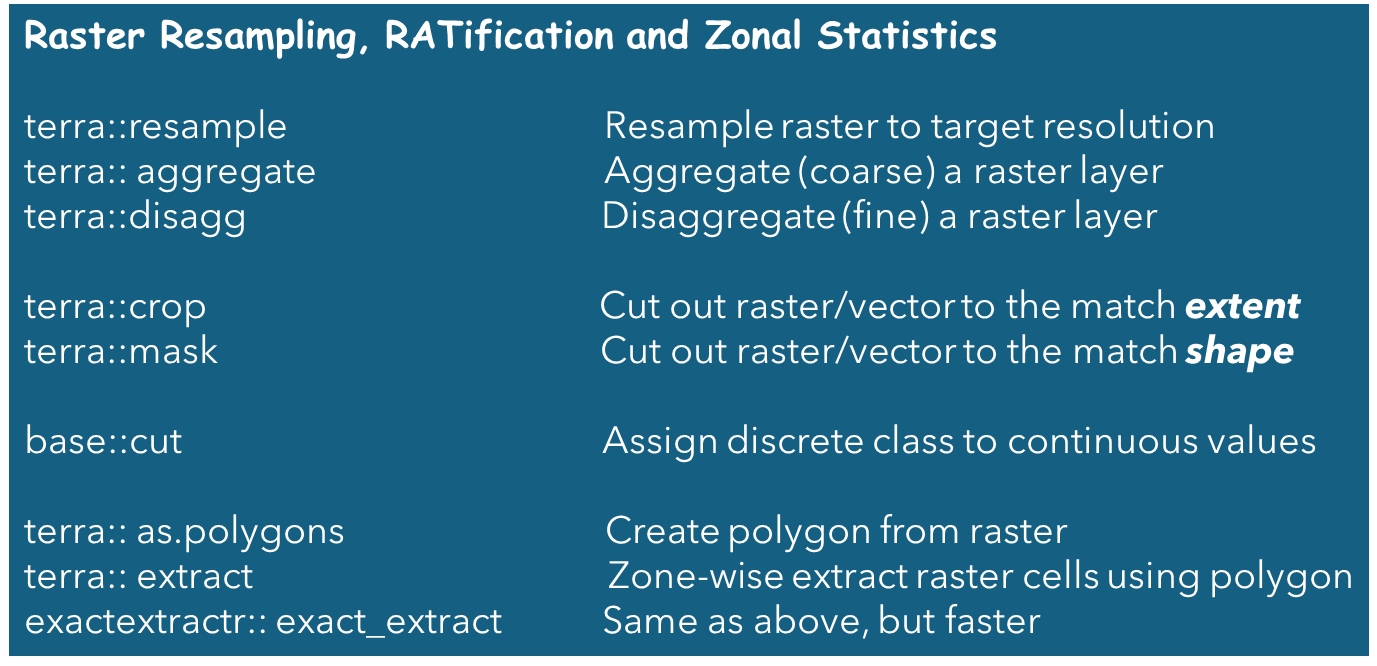 Raster Resampling, RATification and Zonal Statistics
terra::resample Resample raster to target resolution
terra:: aggregate Aggregate (coarse) a raster layer
terra::disagg Disaggregate (fine) a raster layer
terra::crop Cut out raster/vector to the match extent
terra::mask Cut out raster/vector to the match shape
base::cut Assign discrete class to continuous values
terra:: as.polygons Create polygon from raster
terra:: extract Zone-wise extract raster cells using polygon
exactextractr:: exact_extract Same as above, but faster